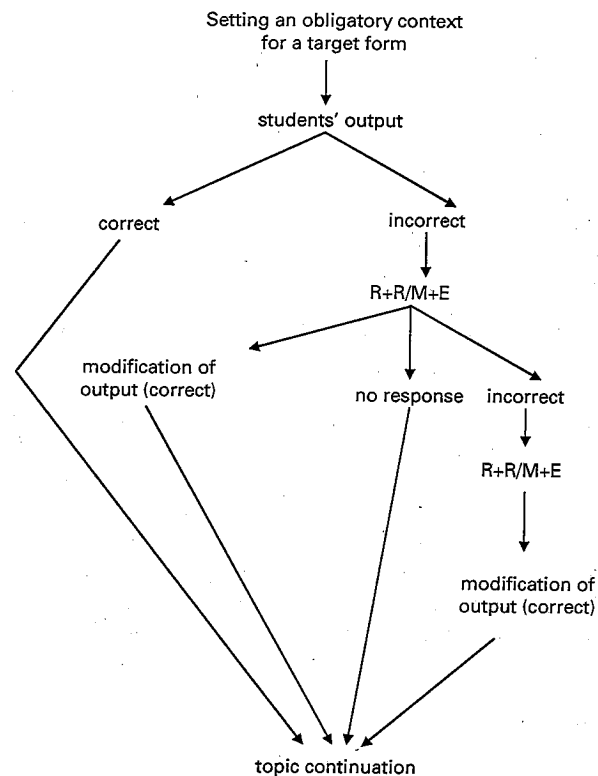 Setting an obligatory context
for a target form
students' output
correct
incorrect
R+R/M+E
modification of
output (correct)
no response
incorrect
R+R/M+E
modification of
output (correct)
topic continuation